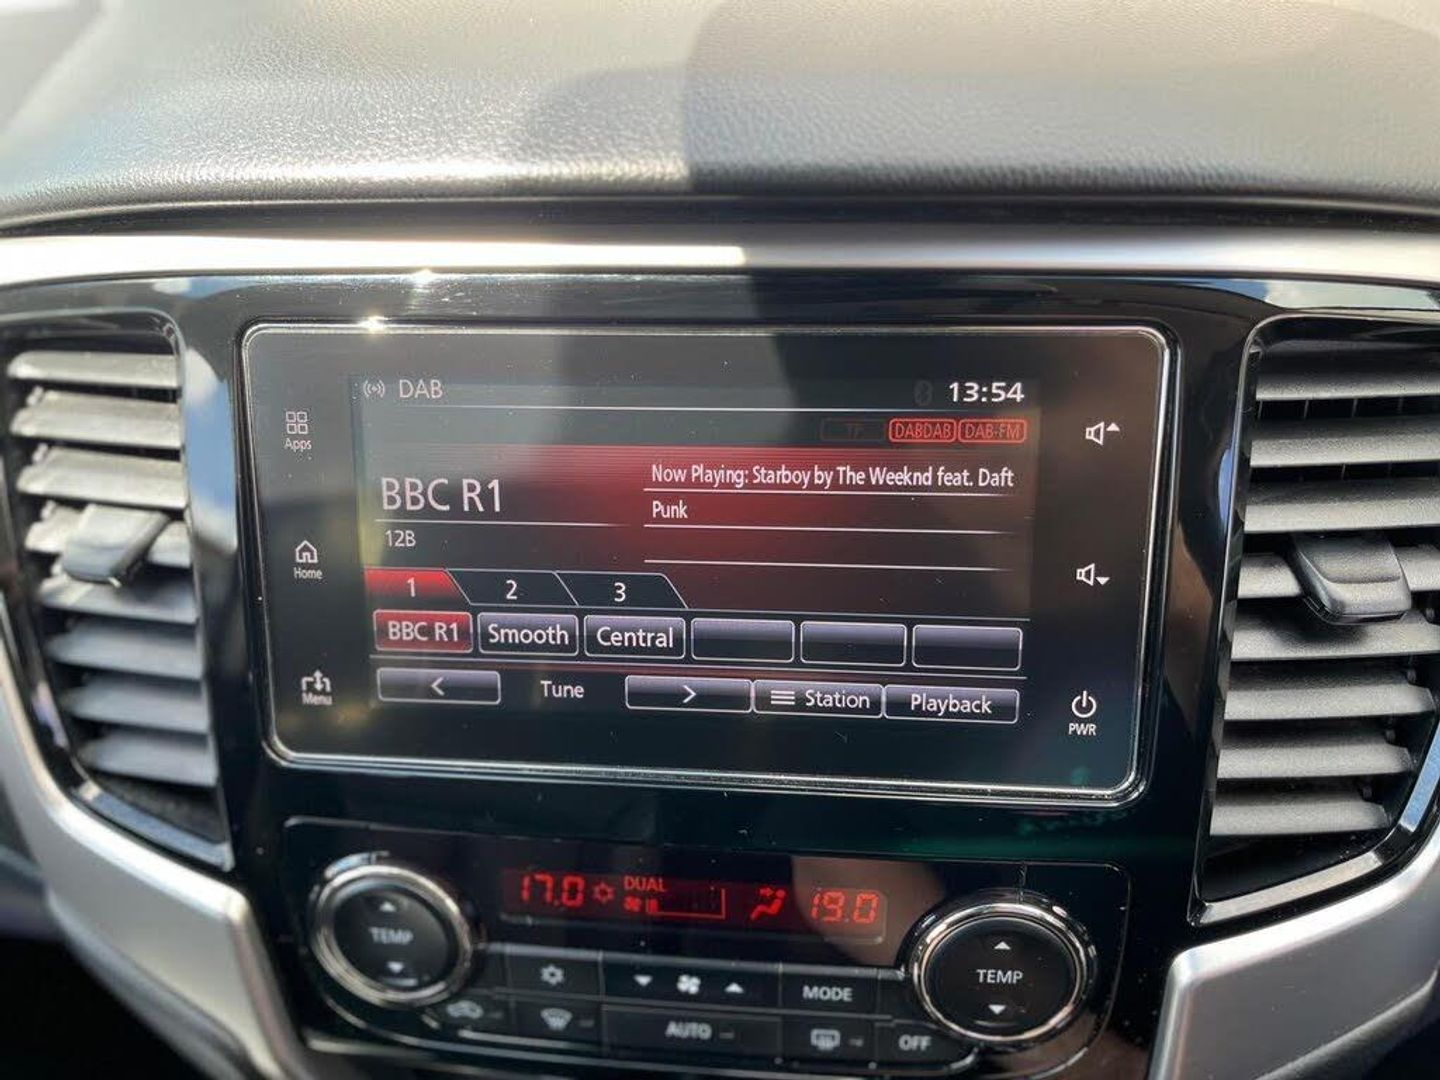 DAB
13:54
TP DABDAB DAB-FM
Apps
BBC R1
Now Playing: Starboy by The Weeknd feat. Daft
Punk
12B
Home
1 2 3
BBC R1 Smooth Central
< Tune > Station Playback
Menu
PWR
17.0 DUAL 19.0
TEMP
TEMP
MODE
AUTO
OFF